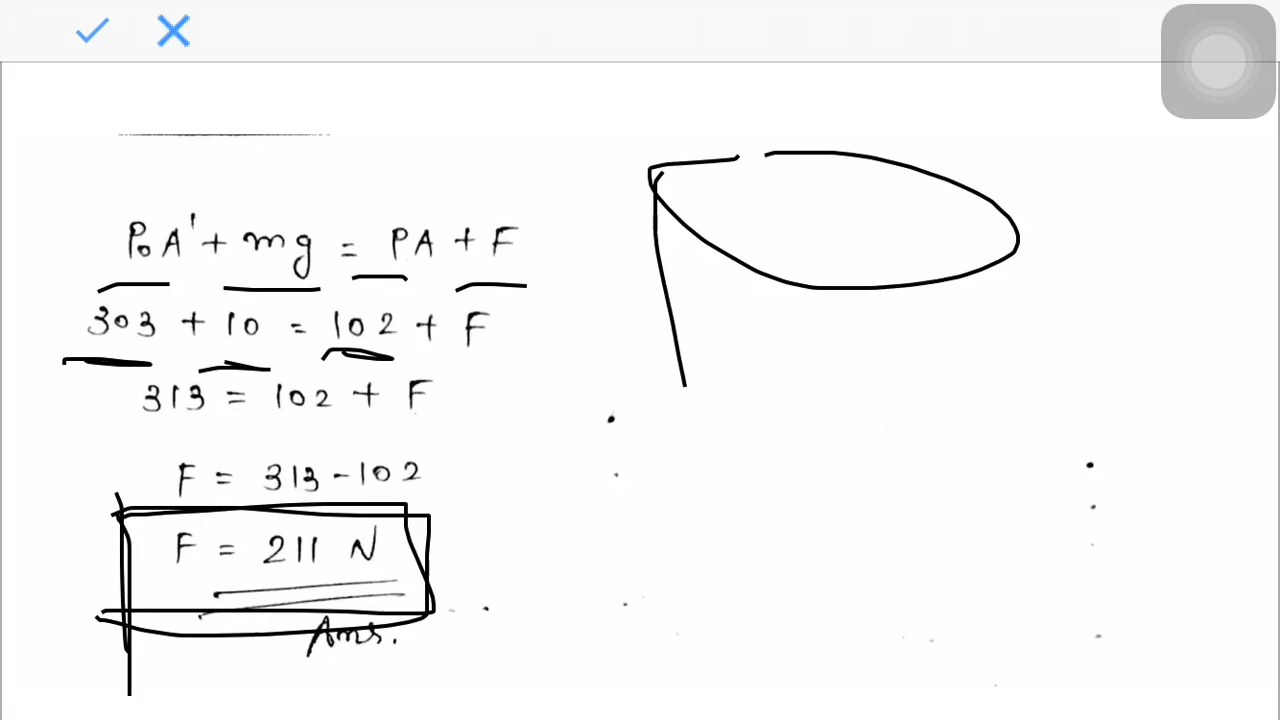 P₀A' + mg = PA + F
303 + 10 = 102 + F
313 = 102 + F
F = 313 - 102
F = 211 N
Ans.